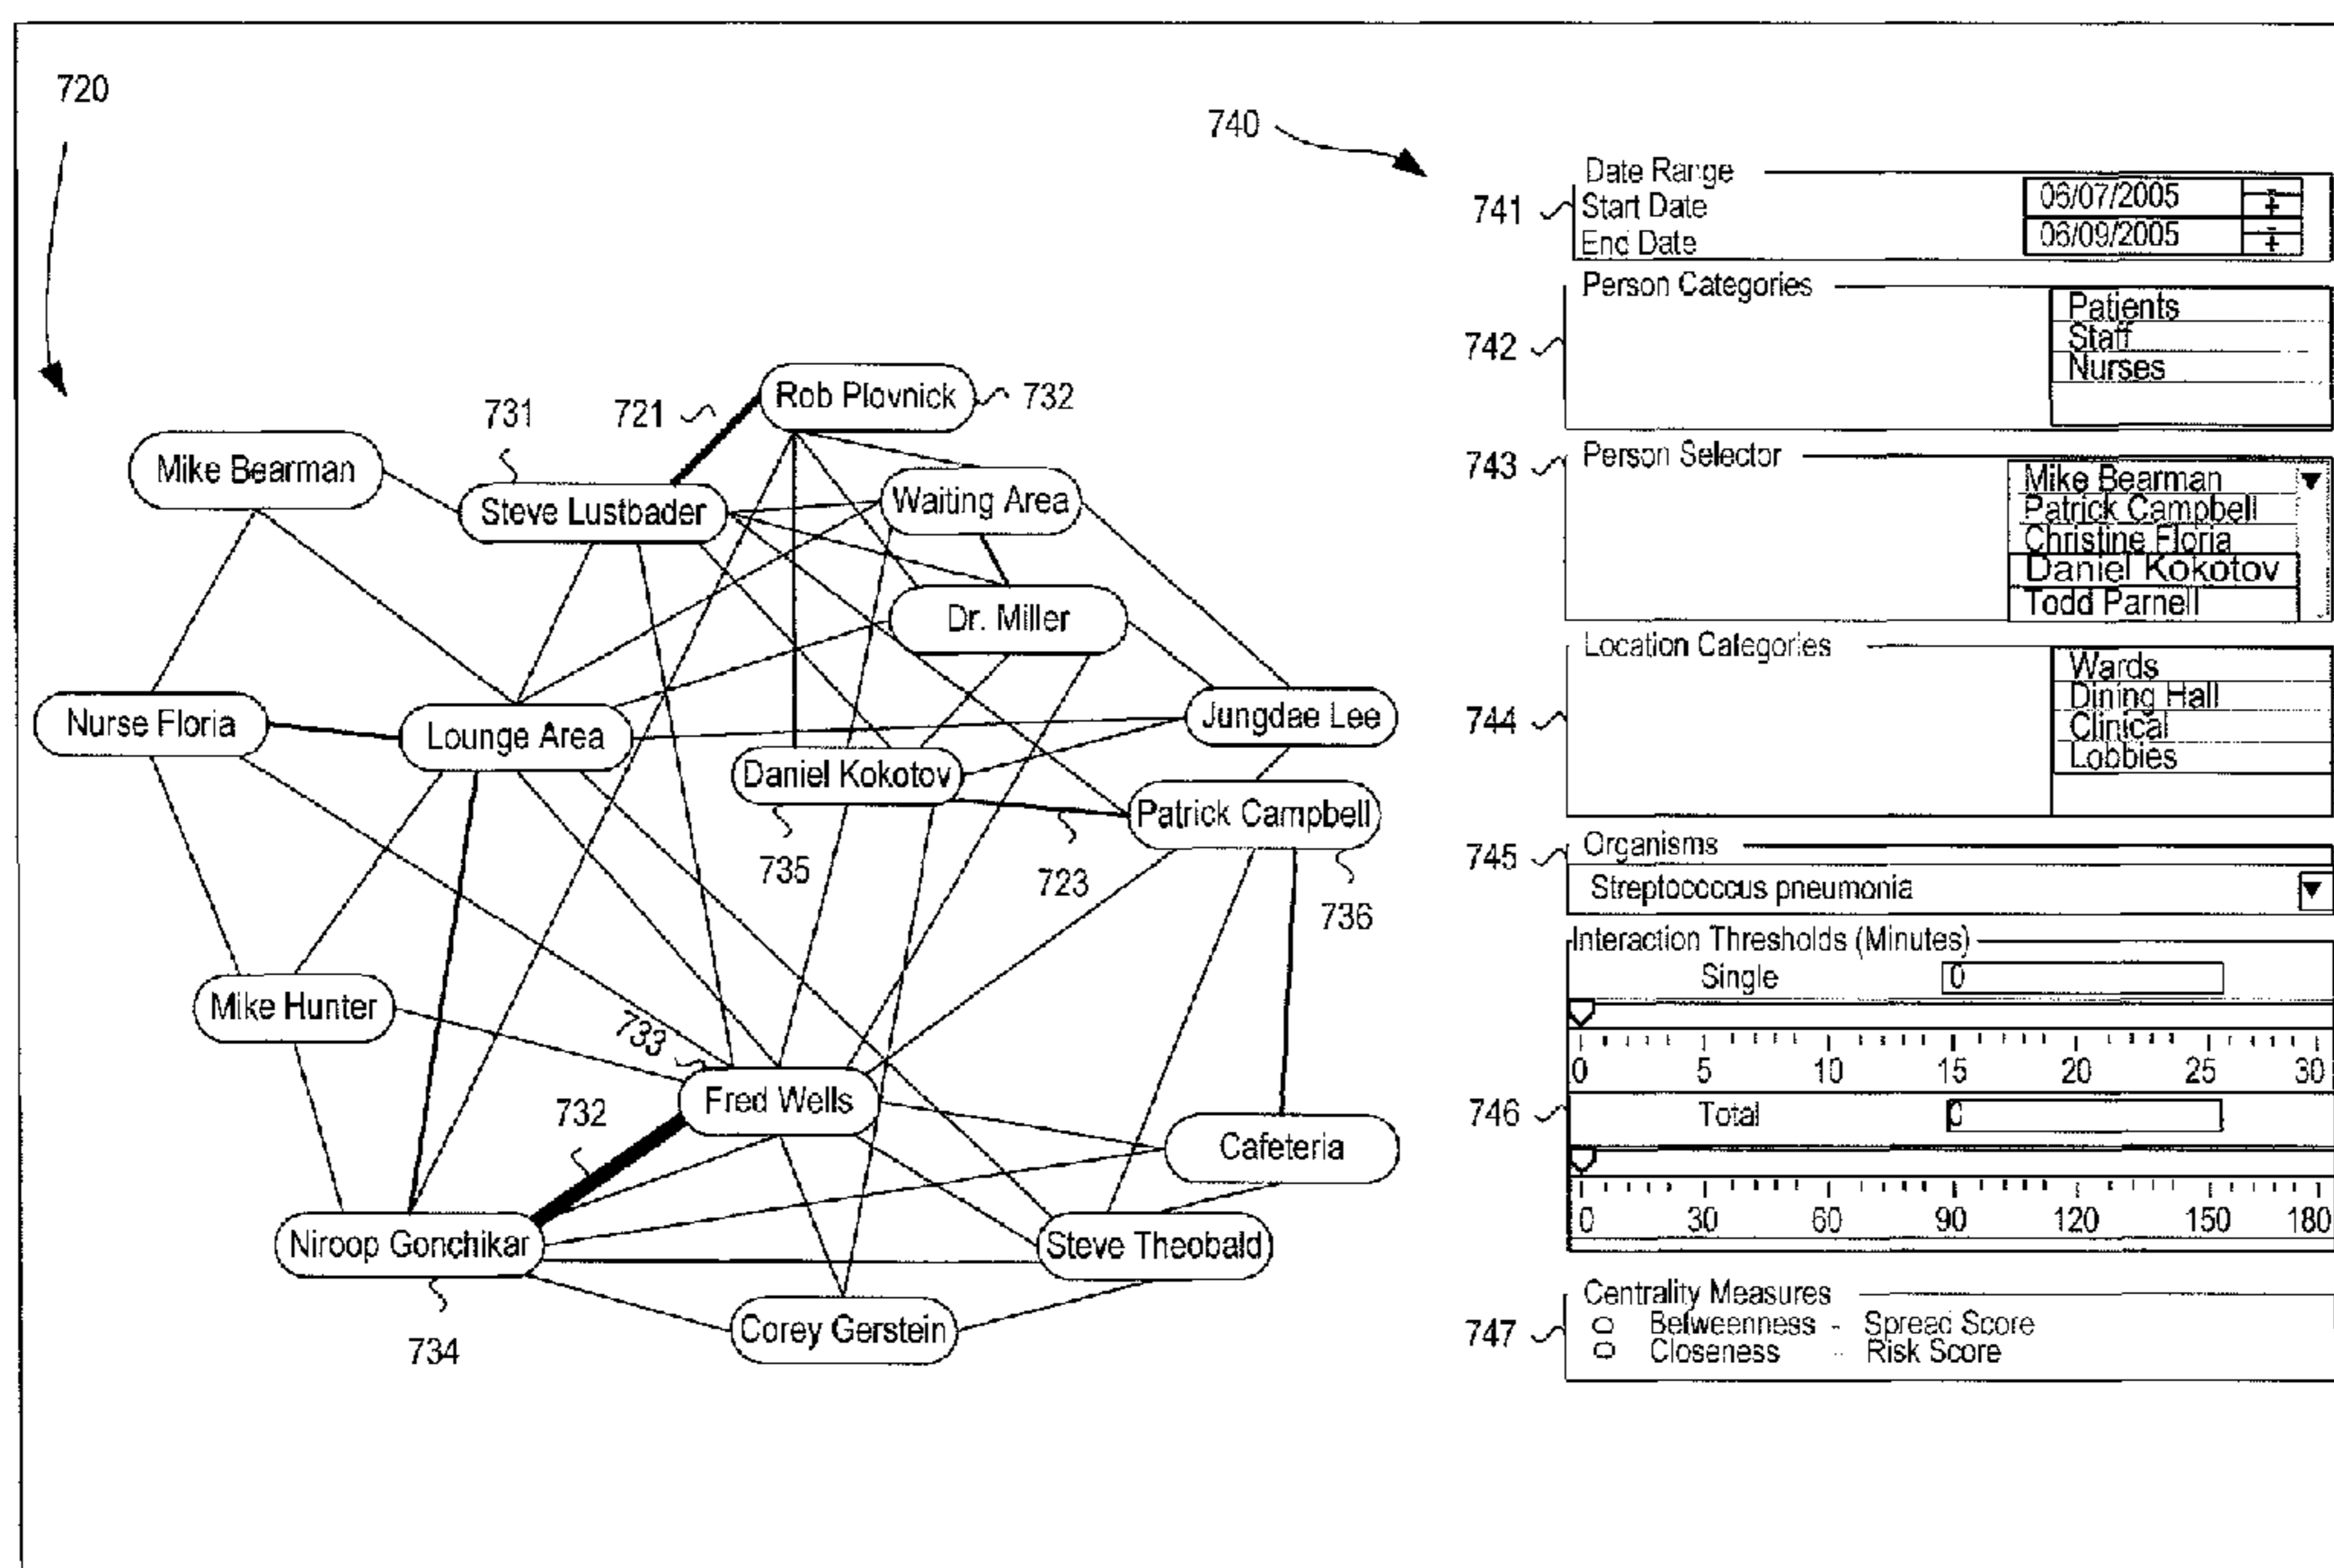 720
740
Date Range
741
Start Date
06/07/2005
End Date
06/09/2005
Person Categories
742
Patients
Staff
Nurses
Rob Plovnick
732
721
731
Mike Bearman
Steve Lustbader
Waiting Area
743
Person Selector
Mike Bearman
Patrick Campbell
Christine Floria
Daniel Kokotov
Todd Parnell
Dr. Miller
Location Categories
744
Wards
Dining Hall
Clinical
Lobbies
Nurse Floria
Lounge Area
Jungdae Lee
Daniel Kokotov
Patrick Campbell
735
723
736
745
Organisms
Streptococcus pneumonia
Interaction Thresholds (Minutes)
Single 0
0 5 10 15 20 25 30
746
Total 0
0 30 60 90 120 150 180
Mike Hunter
733
Fred Wells
732
Cafeteria
Niroop Gonchikar
Steve Theobald
Corey Gerstein
734
747
Centrality Measures
Betweenness - Spread Score
Closeness - Risk Score